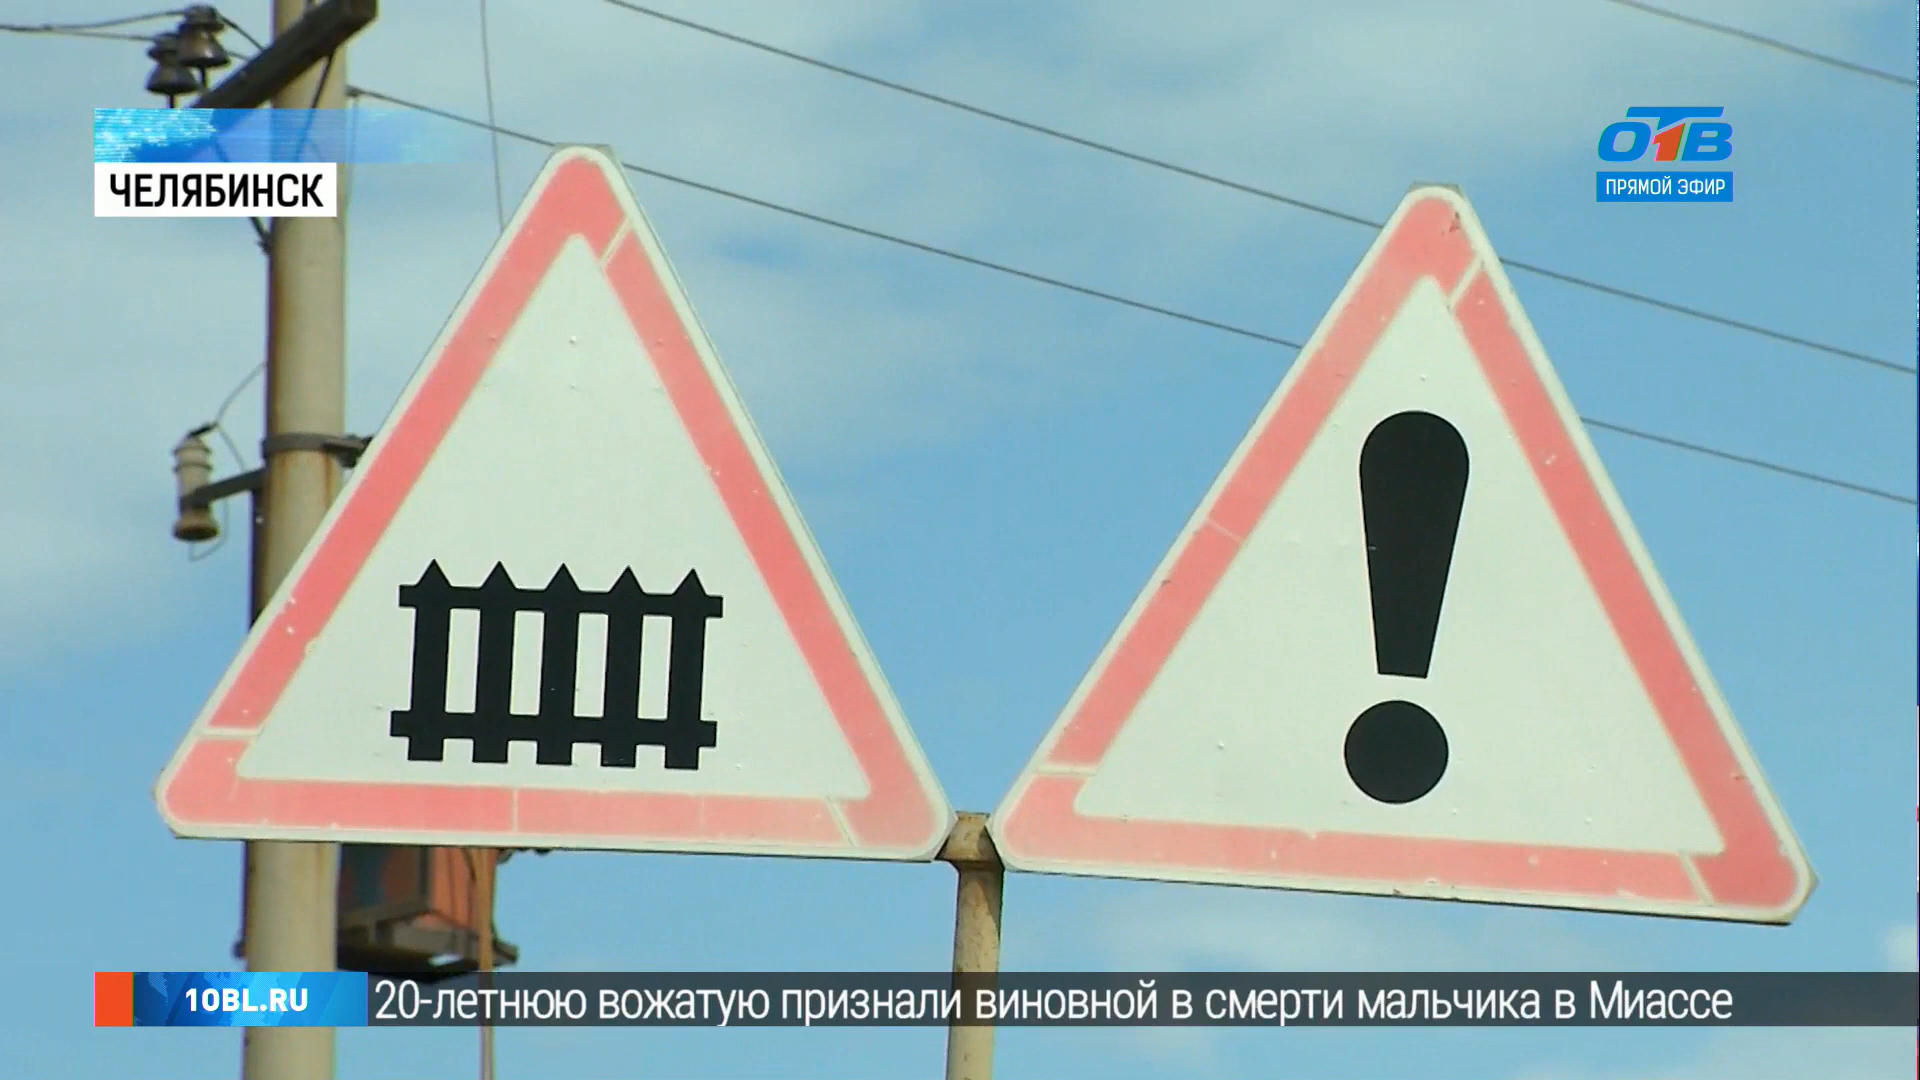 ЧЕЛЯБИНСК
ОТВ
ПРЯМОЙ ЭФИР
10BL.RU
20-летнюю вожатую признали виновной в смерти мальчика в Миассе